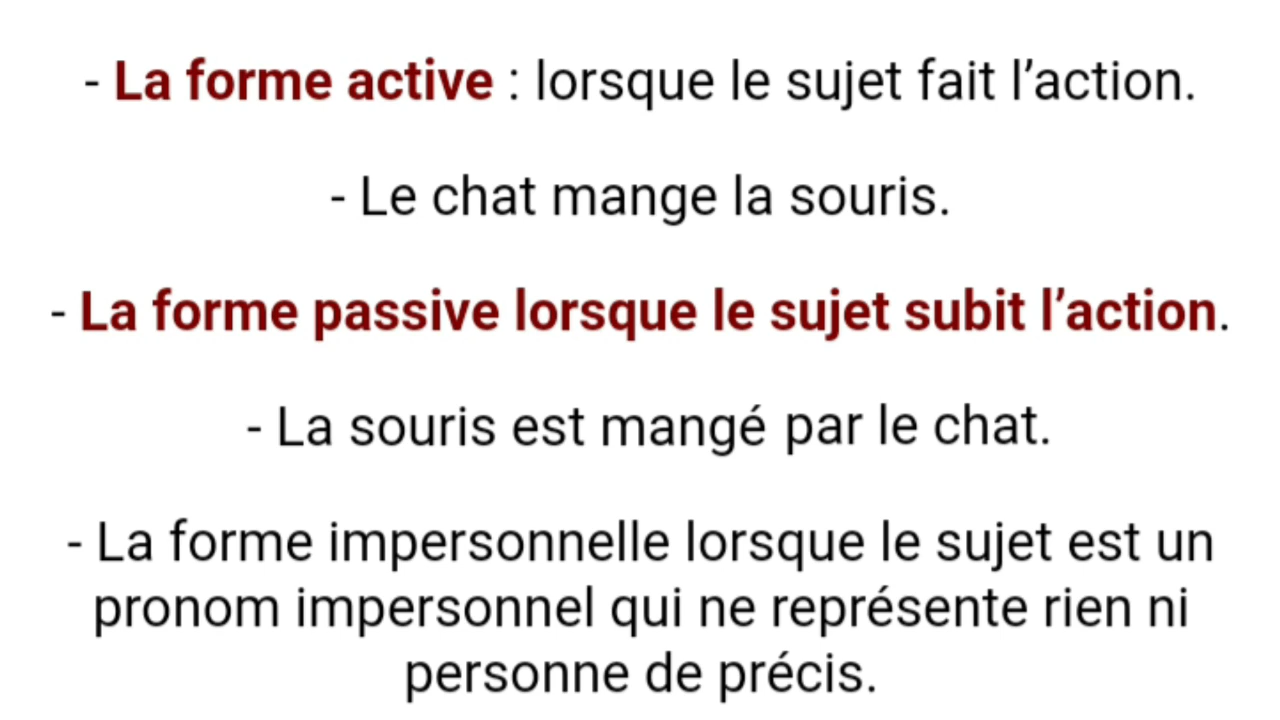 - La forme active : lorsque le sujet fait l’action.
- Le chat mange la souris.
- La forme passive lorsque le sujet subit l’action.
- La souris est mangé par le chat.
- La forme impersonnelle lorsque le sujet est un
pronom impersonnel qui ne représente rien ni
personne de précis.